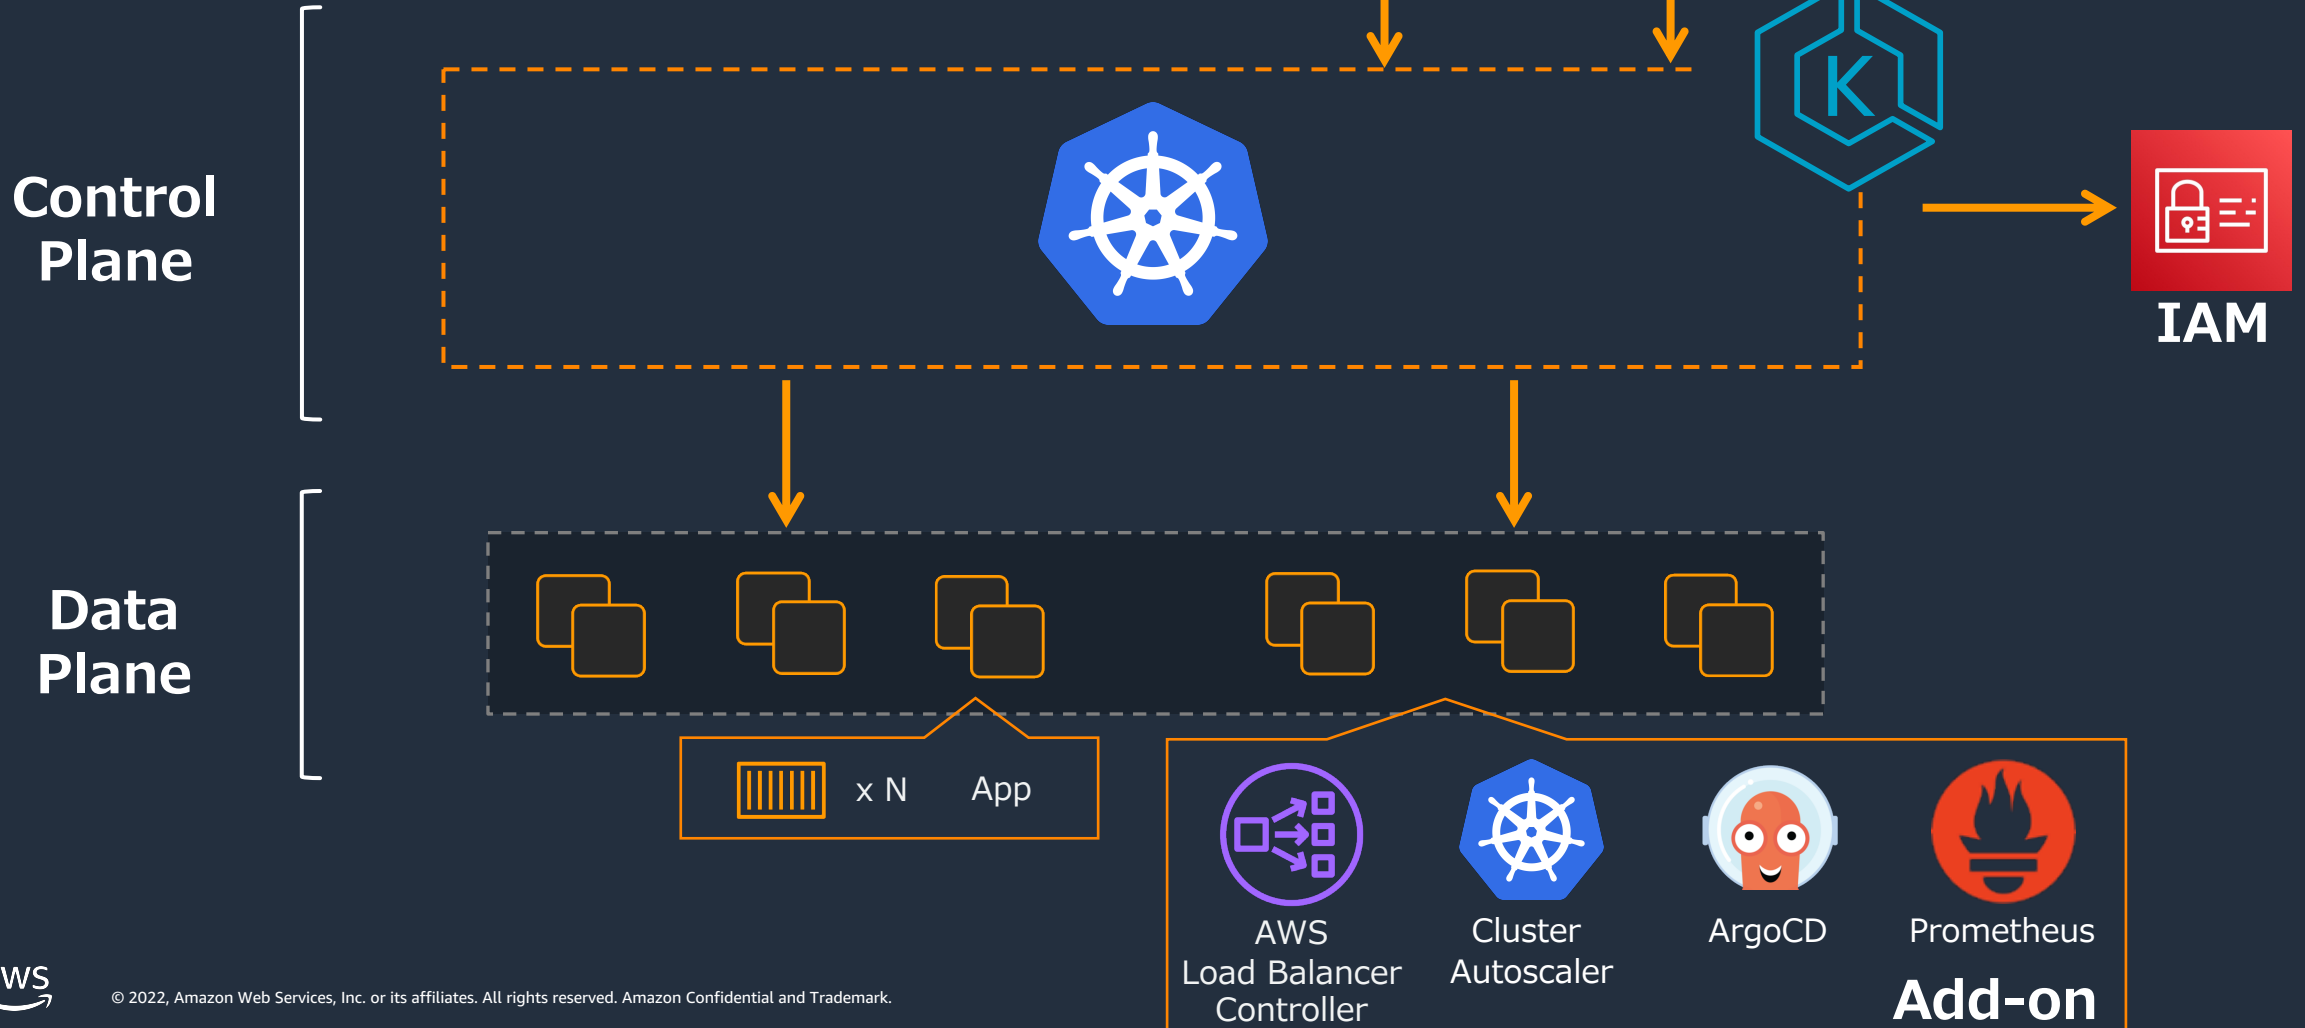 K
Control
Plane
IAM
Data
Plane
x N App
AWS
Load Balancer
Controller
Cluster
Autoscaler
ArgoCD
Prometheus
Add-on
ws
© 2022, Amazon Web Services, Inc. or its affiliates. All rights reserved. Amazon Confidential and Trademark.